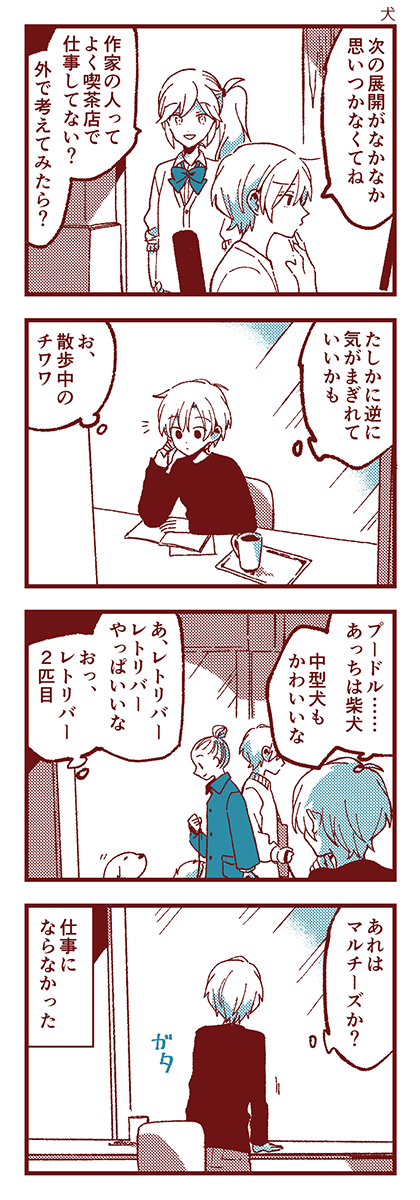 犬
次の展開がなかなか
思いつかなくてね
作家の人って
よく喫茶店で
仕事してない？
外で考えてみたら？
たしかに逆に
気がまぎれて
いいかも
お、
散歩中の
チワワ
プードル……
あっちは柴犬
中型犬も
かわいいな
あ、レトリバー
レトリバー
やっぱいいな
おっ、
レトリバー
２匹目
あれは
マルチーズか？
ガタ
仕事に
ならなかった